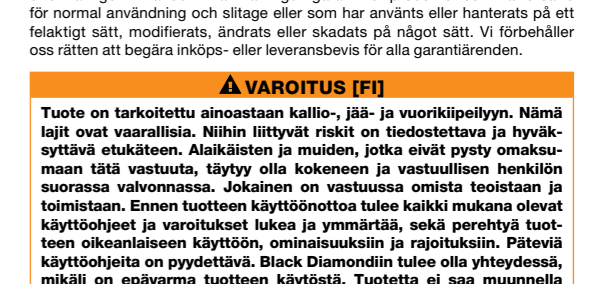 för normal användning och slitage eller som har använts eller hanterats på ett
felaktigt sätt, modifierats, ändrats eller skadats på något sätt. Vi förbehåller
oss rätten att begära inköps- eller leveransbevis för alla garantiärenden.
VAROITUS [FI]
Tuote on tarkoitettu ainoastaan kallio-, jää- ja vuorikiipeilyyn. Nämä
lajit ovat vaarallisia. Niihin liittyvät riskit on tiedostettava ja hyväk-
syttävä etukäteen. Alaikäisten ja muiden, jotka eivät pysty omaksu-
maan tätä vastuuta, täytyy olla kokeneen ja vastuullisen henkilön
suorassa valvonnassa. Jokainen on vastuussa omista teoistaan ja
toimistaan. Ennen tuotteen käyttöönottoa tulee kaikki mukana olevat
käyttöohjeet ja varoitukset lukea ja ymmärtää, sekä perehtyä tuot-
teen oikeanlaiseen käyttöön, ominaisuuksiin ja rajoituksiin. Päteviä
käyttöohjeita on pyydettävä. Black Diamondiin tulee olla yhteydessä,
mikäli on epävarma tuotteen käytöstä. Tuotetta ei saa muunnella